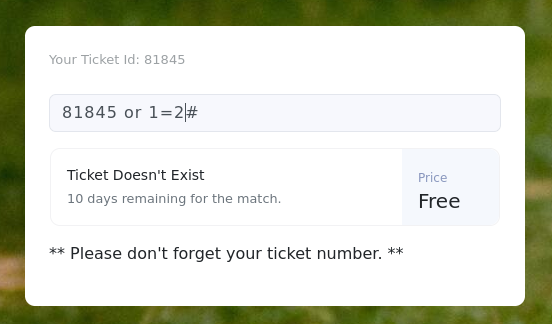 Your Ticket Id: 81845
81845 or 1=2#
Ticket Doesn't Exist
10 days remaining for the match.
Price
Free
** Please don't forget your ticket number. **